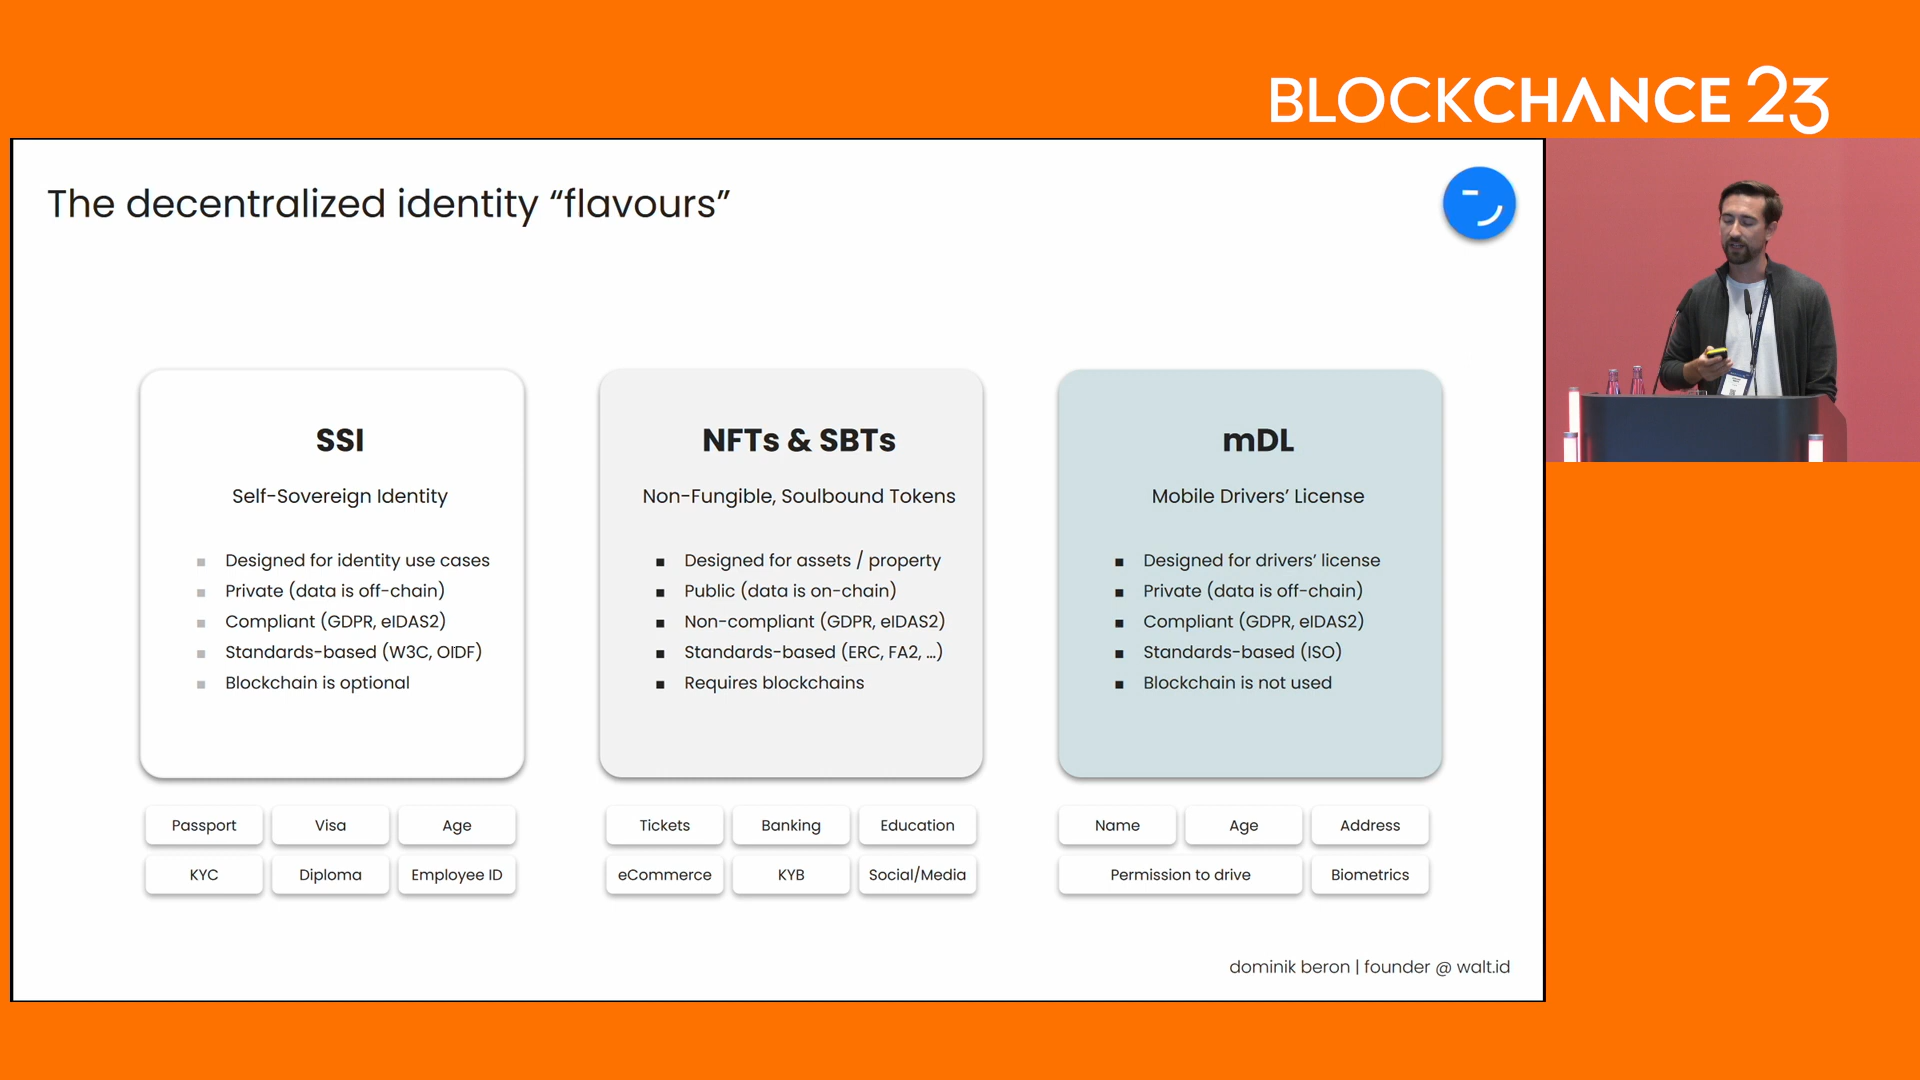 BLOCKCHANCE 23
The decentralized identity “flavours”
SSI
Self-Sovereign Identity
Designed for identity use cases
Private (data is off-chain)
Compliant (GDPR, eIDAS2)
Standards-based (W3C, OIDF)
Blockchain is optional
Passport
Visa
Age
KYC
Diploma
Employee ID
NFTs & SBTs
Non-Fungible, Soulbound Tokens
Designed for assets / property
Public (data is on-chain)
Non-compliant (GDPR, eIDAS2)
Standards-based (ERC, FA2, ...)
Requires blockchains
Tickets
Banking
Education
eCommerce
KYB
Social/Media
mDL
Mobile Drivers’ License
Designed for drivers’ license
Private (data is off-chain)
Compliant (GDPR, eIDAS2)
Standards-based (ISO)
Blockchain is not used
Name
Age
Address
Permission to drive
Biometrics
dominik beron | founder @ walt.id